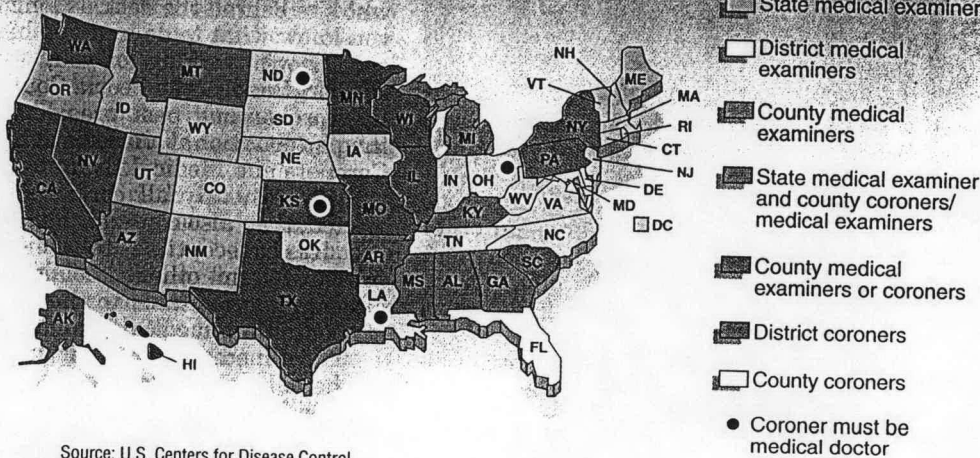 State medical examiner
District medical
examiners
County medical
examiners
State medical examiner
and county coroners/
medical examiners
County medical
examiners or coroners
District coroners
County coroners
Coroner must be
medical doctor
WA
MT
ND
MN
OR
ID
WY
SD
WI
MI
NH
VT
ME
MA
NY
RI
CT
NJ
PA
DE
MD
DC
NV
CA
UT
CO
NE
IA
IL
IN
OH
WV
VA
KS
MO
KY
NC
TN
AZ
NM
OK
AR
SC
MS
AL
GA
TX
LA
FL
AK
HI
Source: U.S. Centers for Disease Control